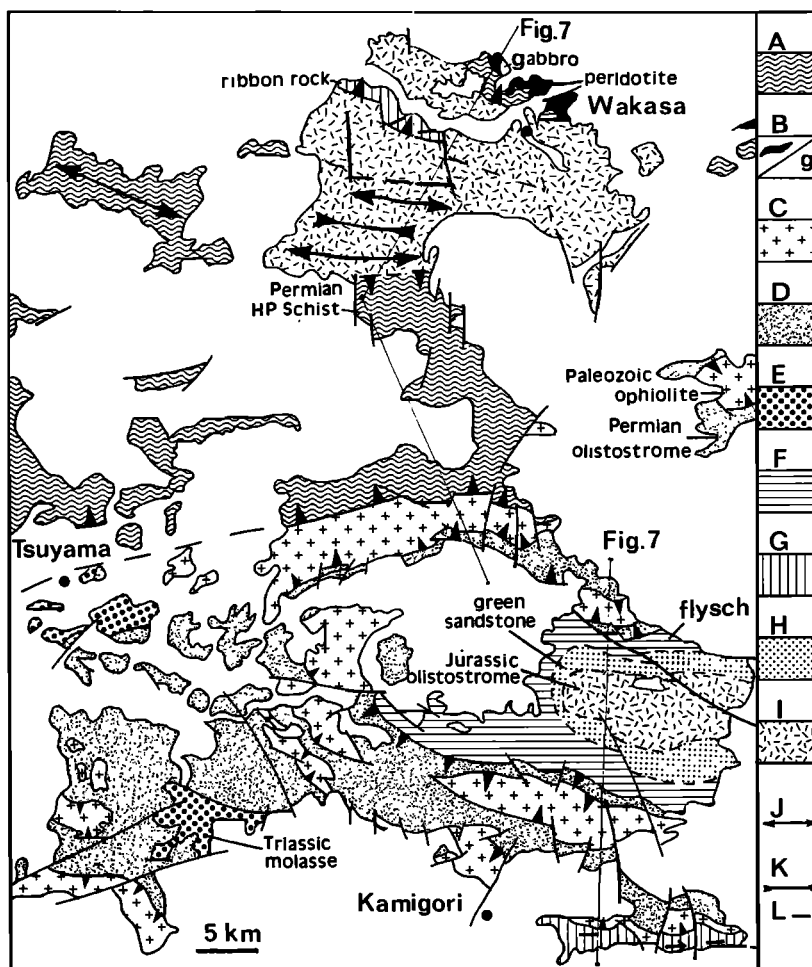 Fig.7
gabbro
ribbon rock
peridotite
Wakasa
Permian
HP Schist
Paleozoic
ophiolite
Permian
olistostrome
Tsuyama
Fig.7
green
sandstone
flysch
Jurassic
olistostrome
Triassic
molasse
Kamigori
5 km
A
B
g
C
D
E
F
G
H
I
J
K
L